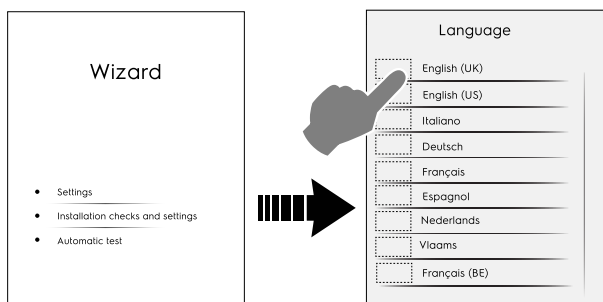 Wizard
Settings
Installation checks and settings
Automatic test
Language
English (UK)
English (US)
Italiano
Deutsch
Français
Espagnol
Nederlands
Vlaams
Français (BE)